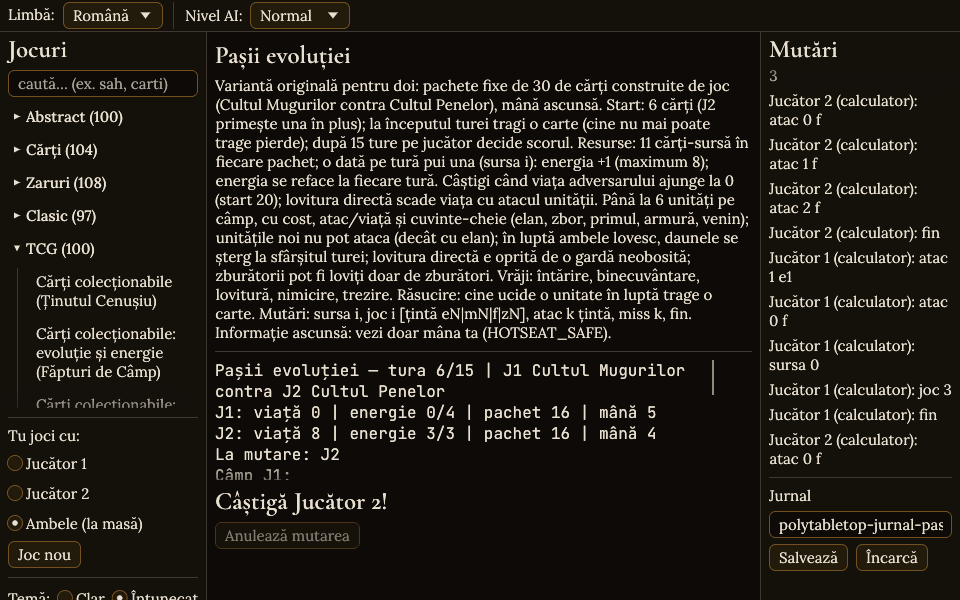 Limbă: Română ▼ Nivel AI: Normal ▼
Jocuri
caută... (ex. sah, carti)
▸ Abstract (100)
▸ Cărți (104)
▸ Zaruri (108)
▸ Clasic (97)
▾ TCG (100)
Cărți colecționabile
(Ținutul Cenușiu)
Cărți colecționabile:
evoluție și energie
(Făpturi de Câmp)
Cărți colecționabile:
Tu joci cu:
Jucător 1
Jucător 2
Ambele (la masă)
Joc nou
Temă: Clar Întunecat
Pașii evoluției
Variantă originală pentru doi: pachete fixe de 30 de cărți construite de joc
(Cultul Mugurilor contra Cultul Penelor), mână ascunsă. Start: 6 cărți (J2
primește una în plus); la începutul turei tragi o carte (cine nu mai poate
trage pierde); după 15 ture pe jucător decide scorul. Resurse: 11 cărți-sursă în
fiecare pachet; o dată pe tură pui una (sursa i): energia +1 (maximum 8);
energia se reface la fiecare tură. Câștigi când viața adversarului ajunge la 0
(start 20); lovitura directă scade viața cu atacul unității. Până la 6 unități pe
câmp, cu cost, atac/viață și cuvinte-cheie (elan, zbor, primul, armură, venin);
unitățile noi nu pot ataca (decât cu elan); în luptă ambele lovesc, daunele se
șterg la sfârșitul turei; lovitura directă e oprită de o gardă neobosită;
zburătorii pot fi loviți doar de zburători. Vrăji: întărire, binecuvântare,
lovitură, nimicire, trezire. Răsucire: cine ucide o unitate în luptă trage o
carte. Mutări: sursa i, joc i [țintă eN|mN|f|zN], atac k țintă, miss k, fin.
Informație ascunsă: vezi doar mâna ta (HOTSEAT_SAFE).
Pașii evoluției — tura 6/15 | J1 Cultul Mugurilor
contra J2 Cultul Penelor
J1: viață 0 | energie 0/4 | pachet 16 | mână 5
J2: viață 8 | energie 3/3 | pachet 16 | mână 4
La mutare: J2
Câmp J1:
Câștigă Jucător 2!
Anulează mutarea
Mutări
3
Jucător 2 (calculator):
atac 0 f
Jucător 2 (calculator):
atac 1 f
Jucător 2 (calculator):
atac 2 f
Jucător 2 (calculator): fin
Jucător 1 (calculator): atac
1 e1
Jucător 1 (calculator): atac
0 f
Jucător 1 (calculator):
sursa 0
Jucător 1 (calculator): joc 3
Jucător 1 (calculator): fin
Jucător 2 (calculator):
atac 0 f
Jurnal
polytabletop-jurnal-pas
Salvează Încarcă